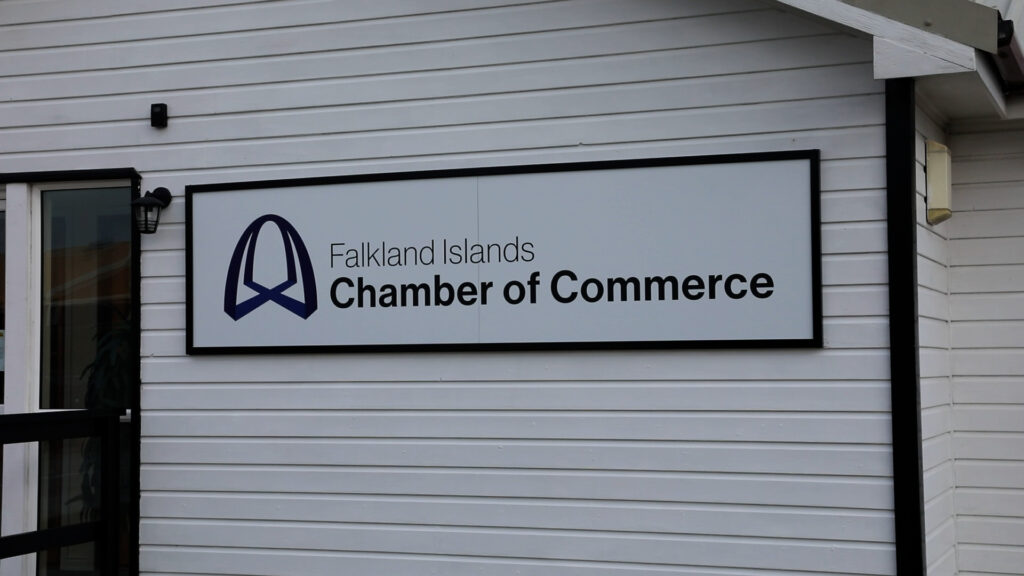 Falkland Islands
Chamber of Commerce